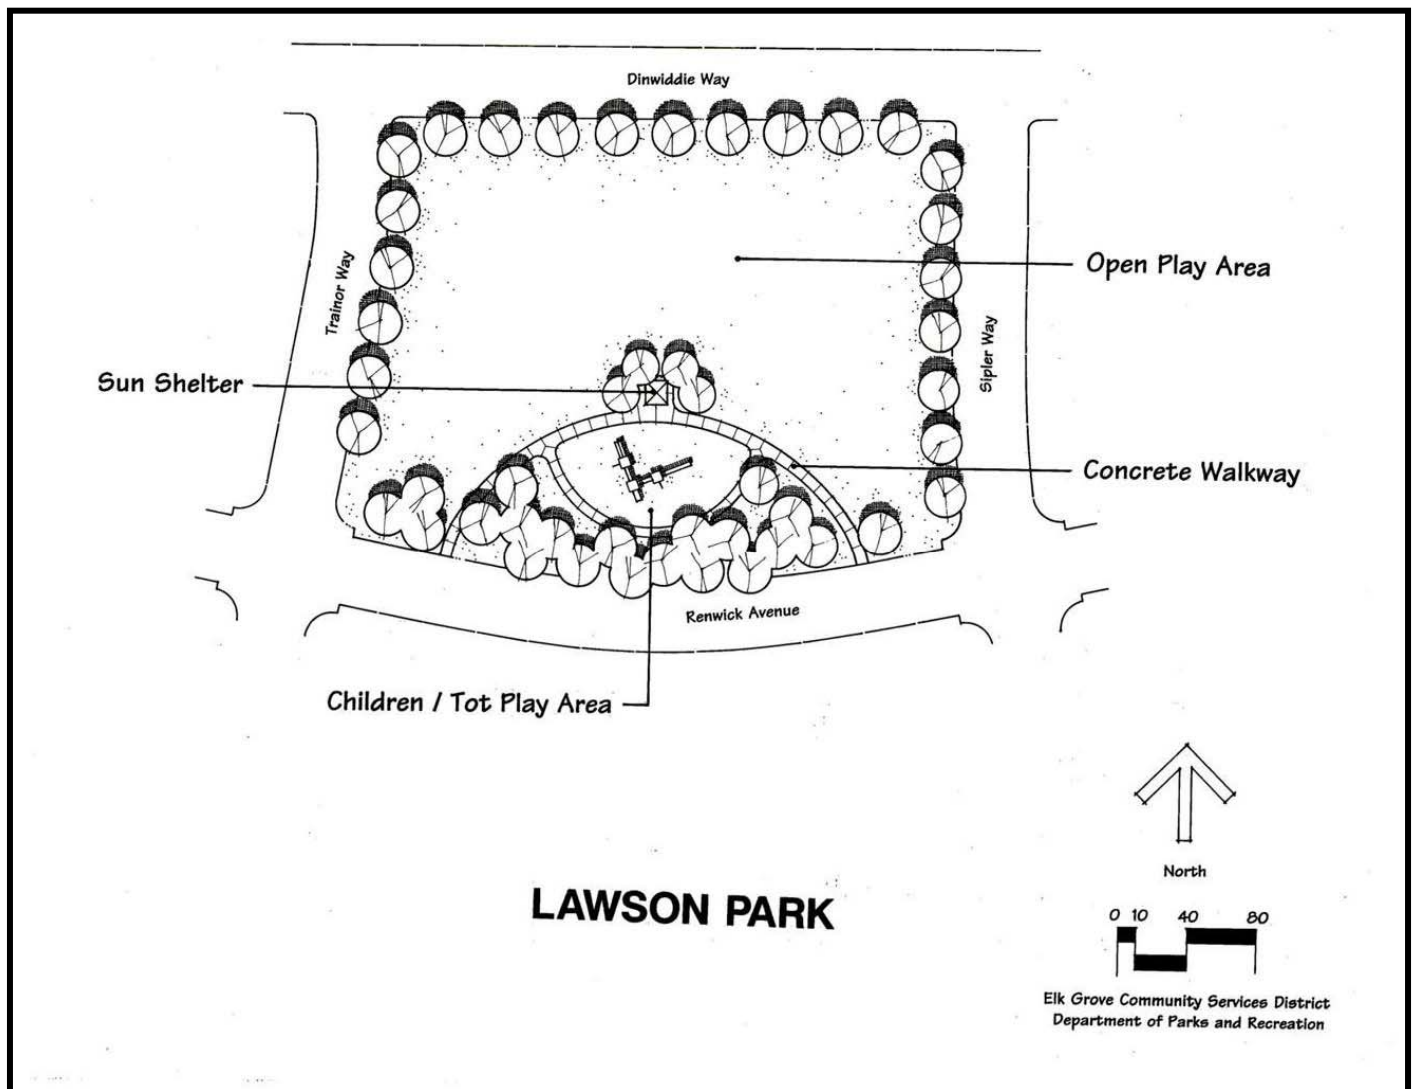 Dinwiddie Way
Trainor Way
Open Play Area
Sipler Way
Sun Shelter
Concrete Walkway
Renwick Avenue
Children / Tot Play Area
North
LAWSON PARK
0 10 40 80
Elk Grove Community Services District
Department of Parks and Recreation